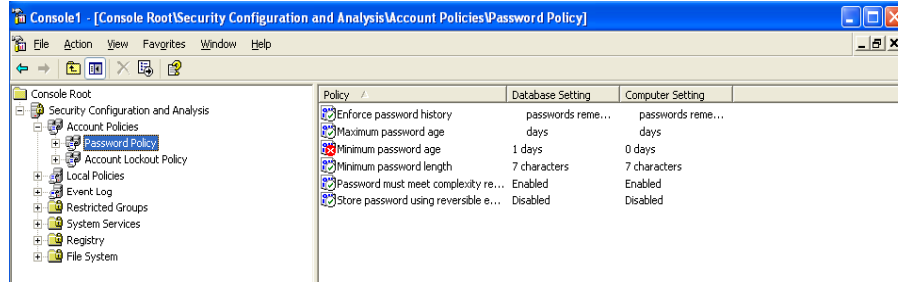 Console1 - [Console Root\Security Configuration and Analysis\Account Policies\Password Policy]
File Action View Favorites Window Help
Console Root
Security Configuration and Analysis
Account Policies
Password Policy
Account Lockout Policy
Local Policies
Event Log
Restricted Groups
System Services
Registry
File System
Policy Database Setting Computer Setting
Enforce password history passwords reme... passwords reme...
Maximum password age days days
Minimum password age 1 days 0 days
Minimum password length 7 characters 7 characters
Password must meet complexity re... Enabled Enabled
Store password using reversible e... Disabled Disabled